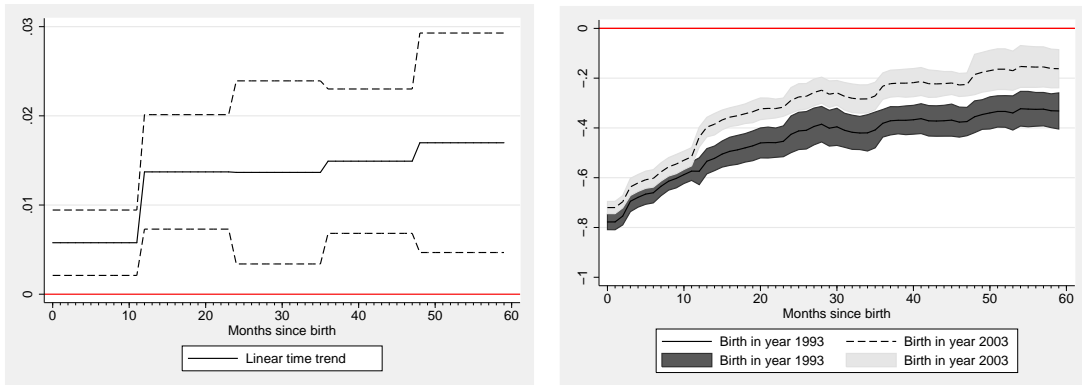 .03
.02
.01
0
0 10 20 30 40 50 60
Months since birth
Linear time trend
0
-.2
-.4
-.6
-.8
-1
0 10 20 30 40 50 60
Months since birth
Birth in year 1993 Birth in year 2003
Birth in year 1993 Birth in year 2003